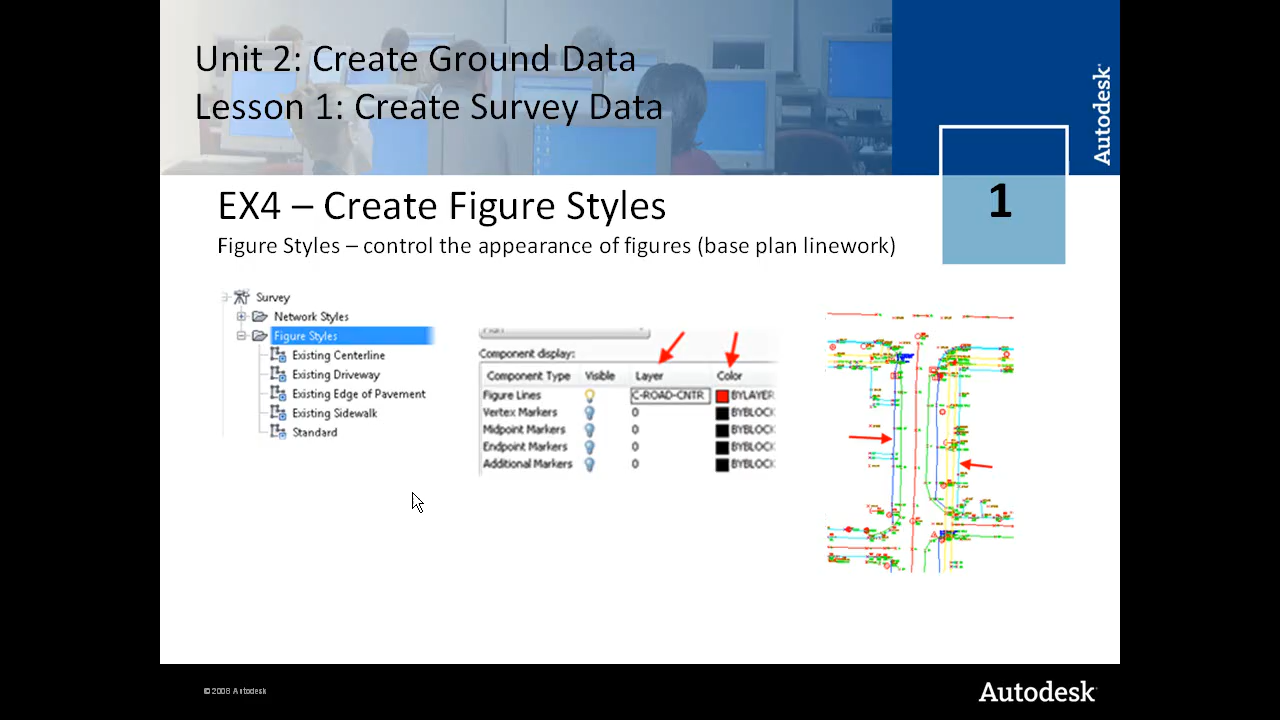 Unit 2: Create Ground Data
Lesson 1: Create Survey Data
Autodesk
1
EX4 – Create Figure Styles
Figure Styles – control the appearance of figures (base plan linework)
Survey
Network Styles
Figure Styles
Existing Centerline
Existing Driveway
Existing Edge of Pavement
Existing Sidewalk
Standard
Component display:
Component Type Visible Layer Color
Figure Lines C-ROAD-CNTR BYLAYER
Vertex Markers 0 BYBLOCK
Midpoint Markers 0 BYBLOCK
Endpoint Markers 0 BYBLOCK
Additional Markers 0 BYBLOCK
© 2008 Autodesk
Autodesk